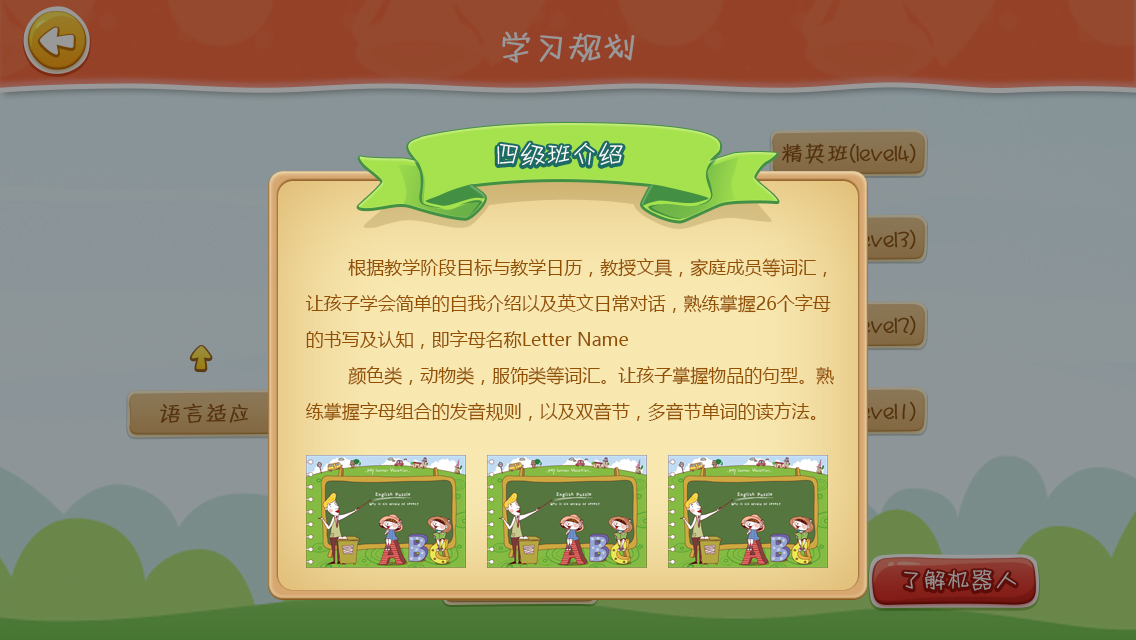 学习规划
四级班介绍
精英班(level4)
根据教学阶段目标与教学日历，教授文具，家庭成员等词汇，
让孩子学会简单的自我介绍以及英文日常对话，熟练掌握26个字母
的书写及认知，即字母名称Letter Name
颜色类，动物类，服饰类等词汇。让孩子掌握物品的句型。熟
练掌握字母组合的发音规则，以及双音节，多音节单词的读方法。
evel3)
evel2)
语言适应
evel1)
English Puzzle
A B
English Puzzle
A B
English Puzzle
A B
了解机器人